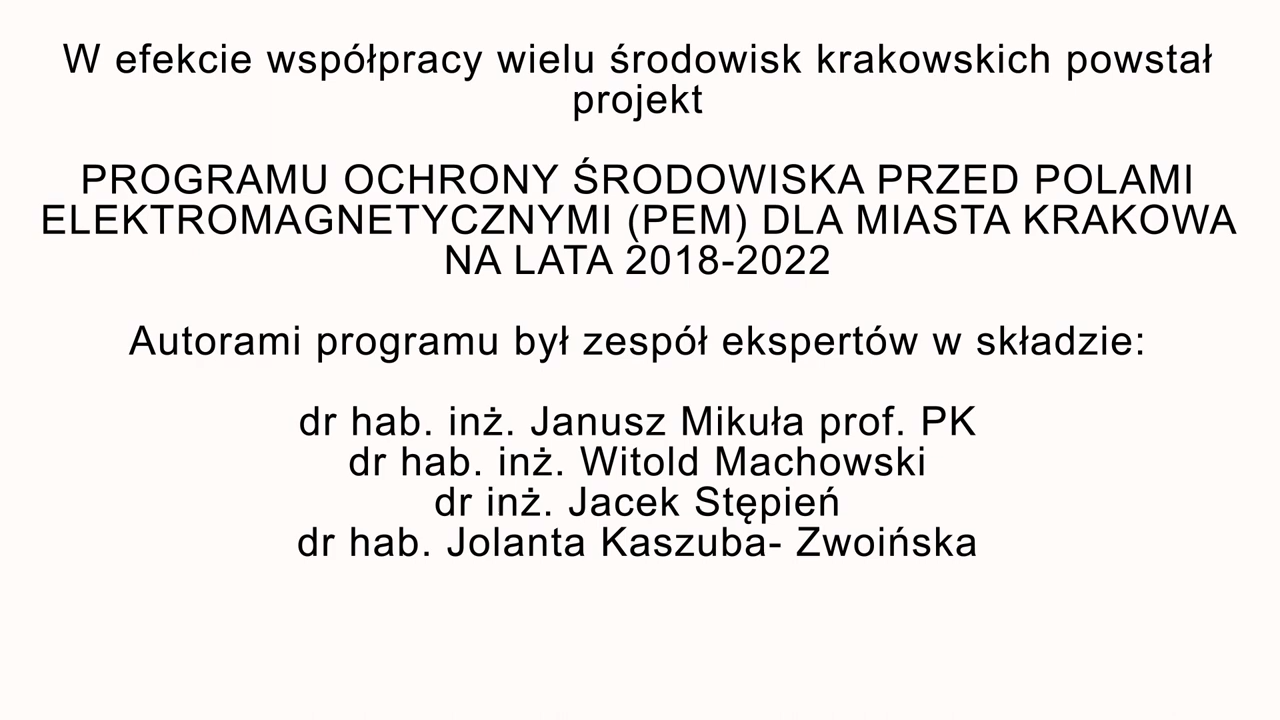 W efekcie współpracy wielu środowisk krakowskich powstał
projekt
PROGRAMU OCHRONY ŚRODOWISKA PRZED POLAMI
ELEKTROMAGNETYCZNYMI (PEM) DLA MIASTA KRAKOWA
NA LATA 2018-2022
Autorami programu był zespół ekspertów w składzie:
dr hab. inż. Janusz Mikuła prof. PK
dr hab. inż. Witold Machowski
dr inż. Jacek Stępień
dr hab. Jolanta Kaszuba- Zwoińska